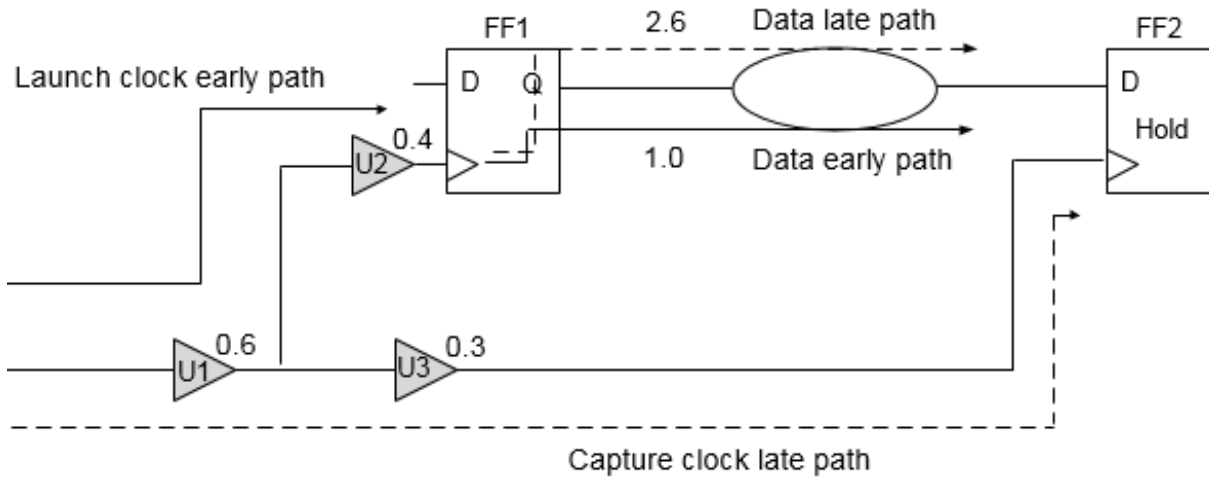 FF1
2.6
Data late path
FF2
Launch clock early path
D
Q
D
Hold
0.4
U2
1.0
Data early path
0.6
U1
0.3
U3
Capture clock late path